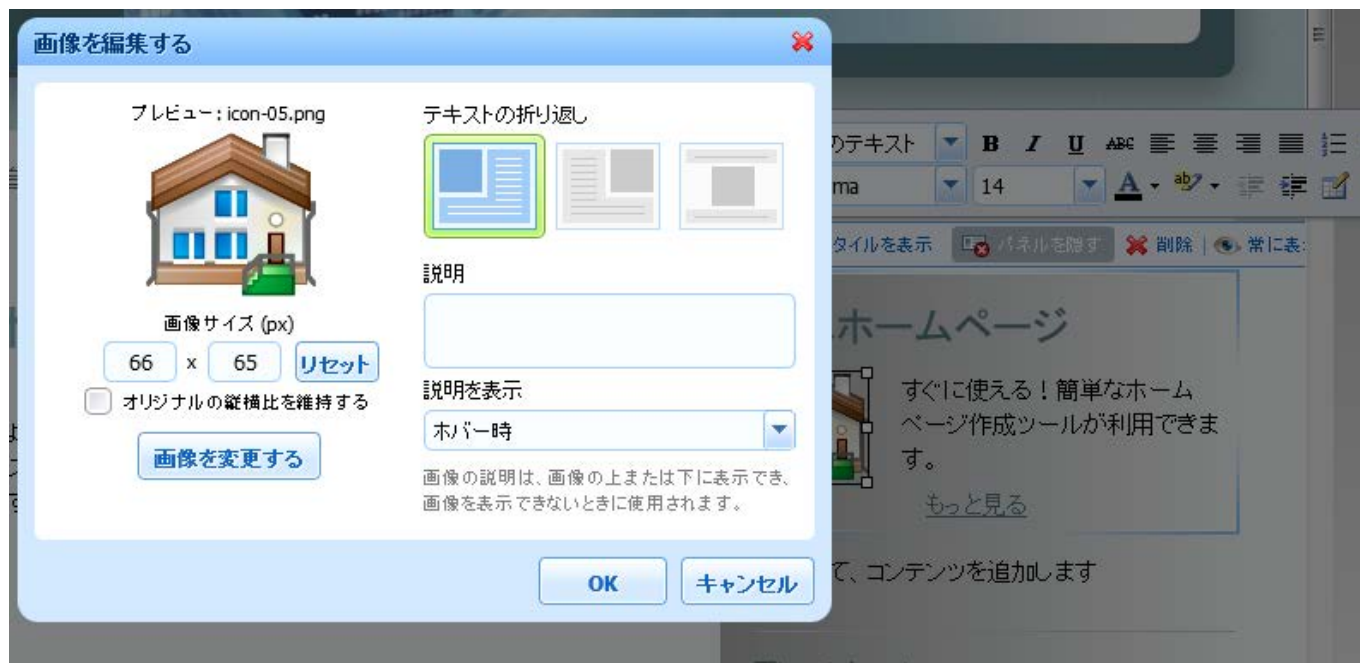 画像を編集する
プレビュー: icon-05.png
画像サイズ (px)
66 x 65 リセット
オリジナルの縦横比を維持する
画像を変更する
テキストの折り返し
説明
説明を表示
ホバー時
画像の説明は、画像の上または下に表示でき、
画像を表示できないときに使用されます。
OK キャンセル
のテキスト B I U ABC
ma 14 A ab
タイルを表示 パネルを隠す 削除 | 常に表
ホームページ
すぐに使える！簡単なホーム
ページ作成ツールが利用できま
す。
もっと見る
て、コンテンツを追加します